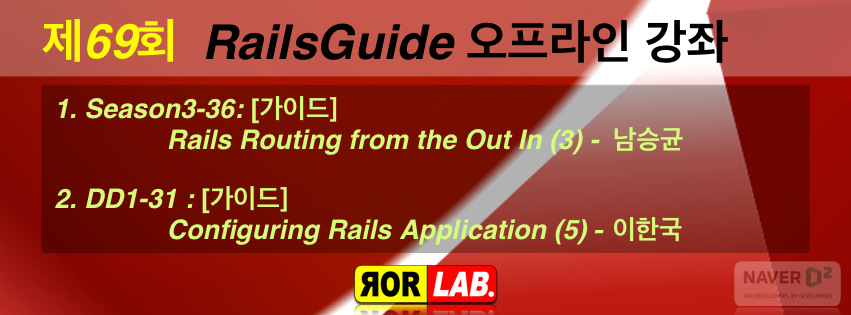 제69회 RailsGuide 오프라인 강좌
1. Season3-36: [가이드]
Rails Routing from the Out In (3) - 남승균
2. DD1-31 : [가이드]
Configuring Rails Application (5) - 이한국
ROR LAB.
NAVER D2
FOR DEVELOPERS, BY DEVELOPERS